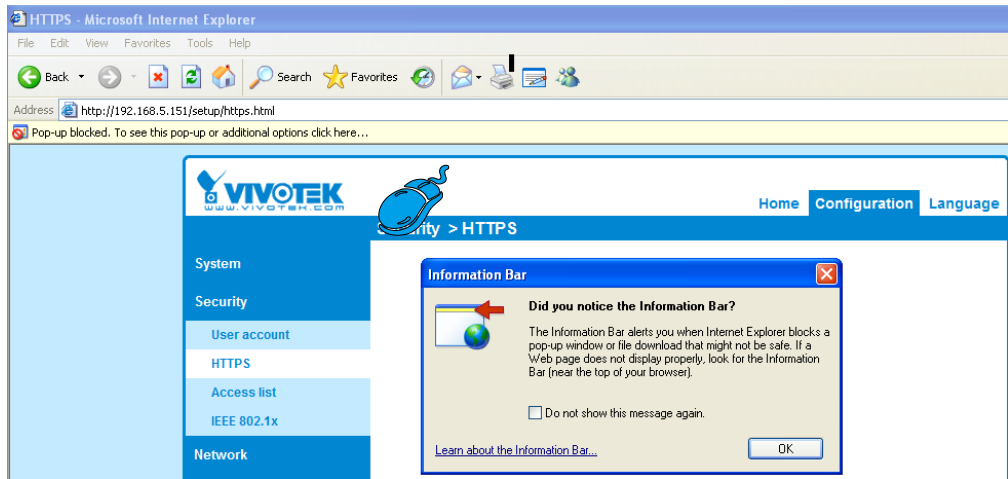 HTTPS - Microsoft Internet Explorer
File Edit View Favorites Tools Help
Back Search Favorites
Address http://192.168.5.151/setup/https.html
Pop-up blocked. To see this pop-up or additional options click here...
VIVOTEK
www.vivotek.com
Home Configuration Language
> HTTPS
System
Security
User account
HTTPS
Access list
IEEE 802.1x
Network
Information Bar
Did you notice the Information Bar?
The Information Bar alerts you when Internet Explorer blocks a
pop-up window or file download that might not be safe. If a
Web page does not display properly, look for the Information
Bar (near the top of your browser).
Do not show this message again.
Learn about the Information Bar...
OK